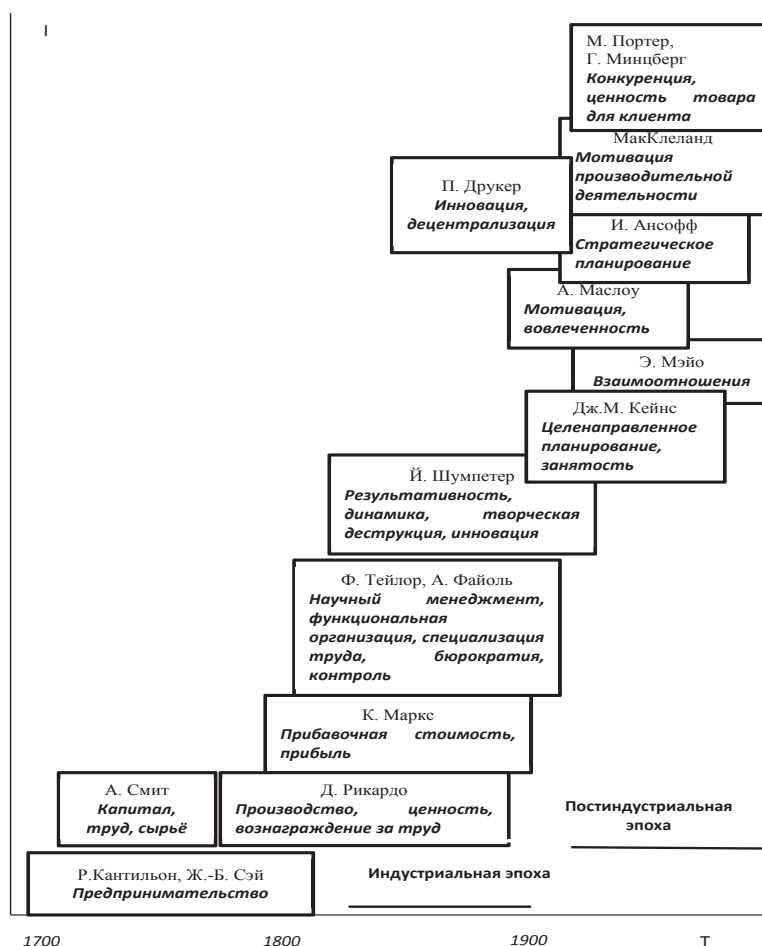 I
М. Портер,
Г. Минцберг
Конкуренция,
ценность товара
для клиента
МакКлеланд
Мотивация
производительной
деятельности
П. Друкер
Инновация,
децентрализация
И. Ансофф
Стратегическое
планирование
А. Маслоу
Мотивация,
вовлеченность
Э. Мэйо
Взаимоотношения
Дж.М. Кейнс
Целенаправленное
планирование,
занятость
Й. Шумпетер
Результативность,
динамика, творческая
деструкция, инновация
Ф. Тейлор, А. Файоль
Научный менеджмент,
функциональная
организация, специализация
труда, бюрократия,
контроль
К. Маркс
Прибавочная стоимость,
прибыль
А. Смит
Капитал,
труд, сырьё
Д. Рикардо
Производство, ценность,
вознаграждение за труд
Постиндустриальная
эпоха
Р.Кантильон, Ж.-Б. Сэй
Предпринимательство
Индустриальная эпоха
1700 1800 1900 Т